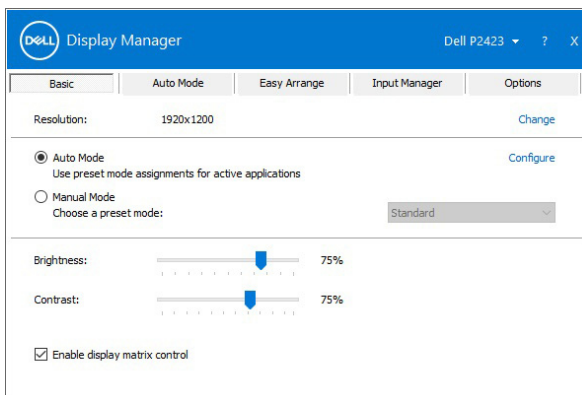 DELL Display Manager Dell P2423 ? X
Basic Auto Mode Easy Arrange Input Manager Options
Resolution: 1920x1200 Change
Auto Mode Configure
Use preset mode assignments for active applications
Manual Mode
Choose a preset mode: Standard
Brightness: 75%
Contrast: 75%
Enable display matrix control